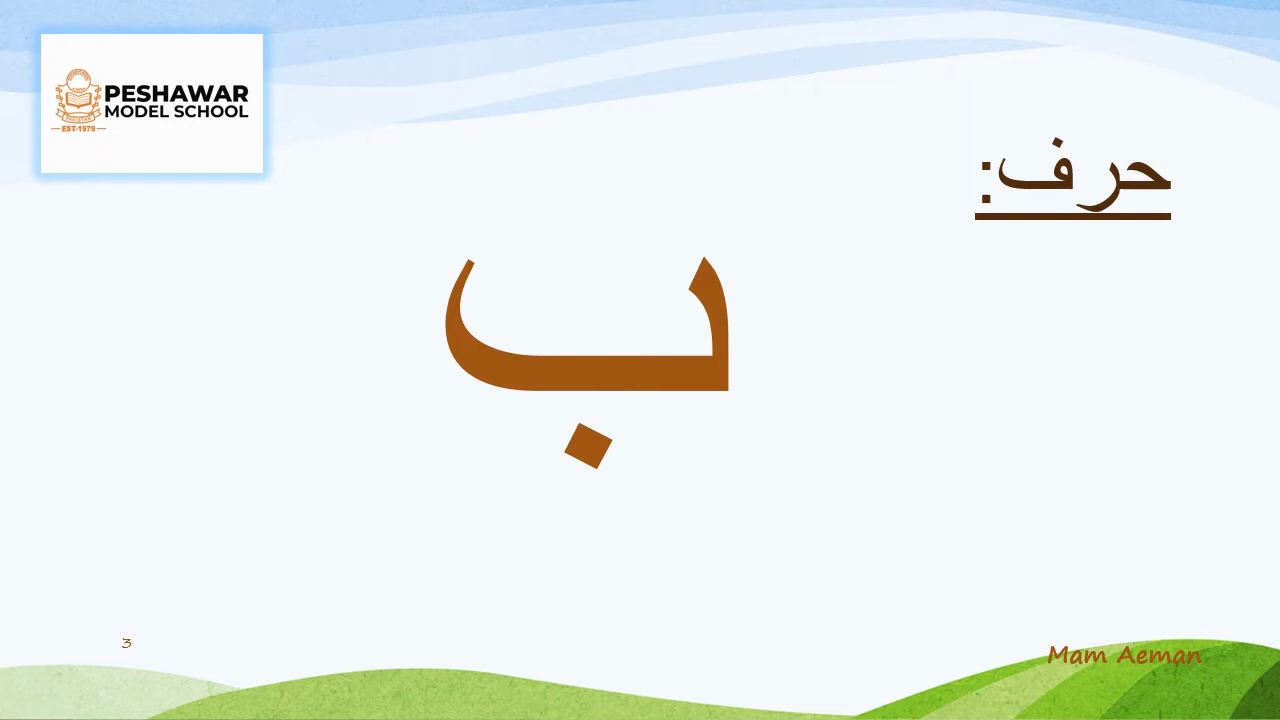 PESHAWAR
MODEL SCHOOL
EST-1979
حرف:
ب
3
Mam Aeman